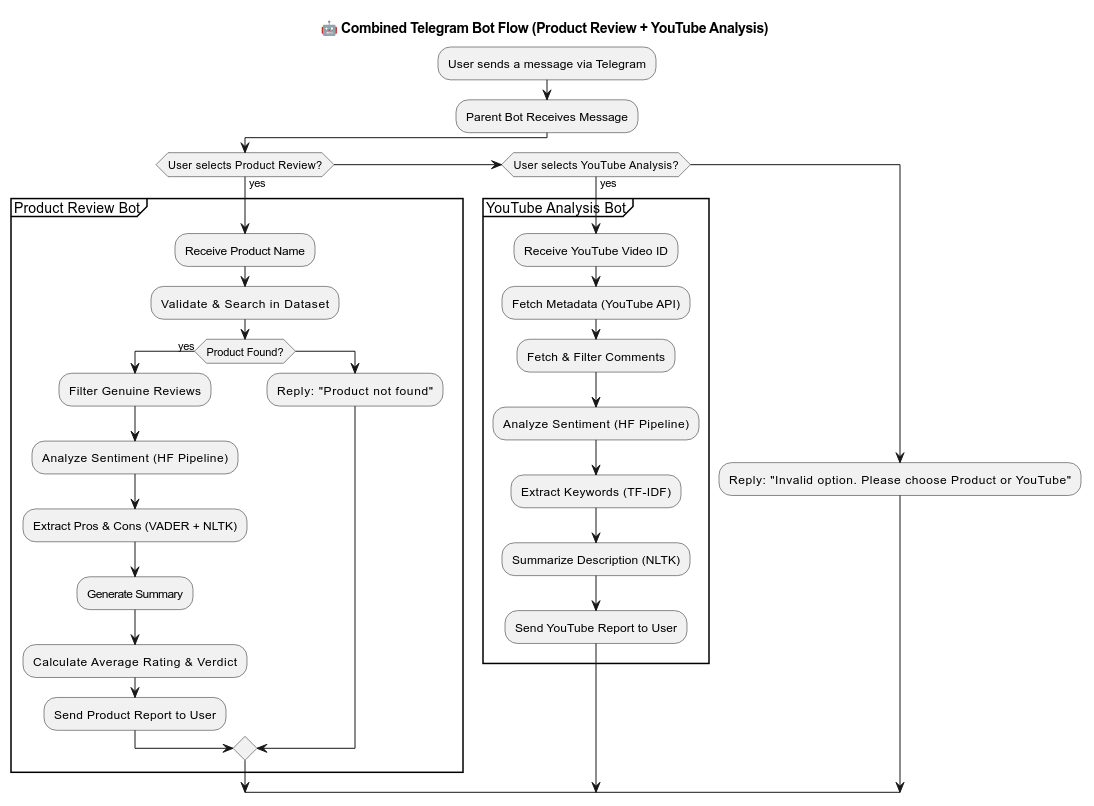 🤖 Combined Telegram Bot Flow (Product Review + YouTube Analysis)
User sends a message via Telegram
Parent Bot Receives Message
User selects Product Review?
yes
User selects YouTube Analysis?
yes
Product Review Bot
Receive Product Name
Validate & Search in Dataset
Product Found?
yes
Filter Genuine Reviews
Analyze Sentiment (HF Pipeline)
Extract Pros & Cons (VADER + NLTK)
Generate Summary
Calculate Average Rating & Verdict
Send Product Report to User
Reply: "Product not found"
YouTube Analysis Bot
Receive YouTube Video ID
Fetch Metadata (YouTube API)
Fetch & Filter Comments
Analyze Sentiment (HF Pipeline)
Extract Keywords (TF-IDF)
Summarize Description (NLTK)
Send YouTube Report to User
Reply: "Invalid option. Please choose Product or YouTube"